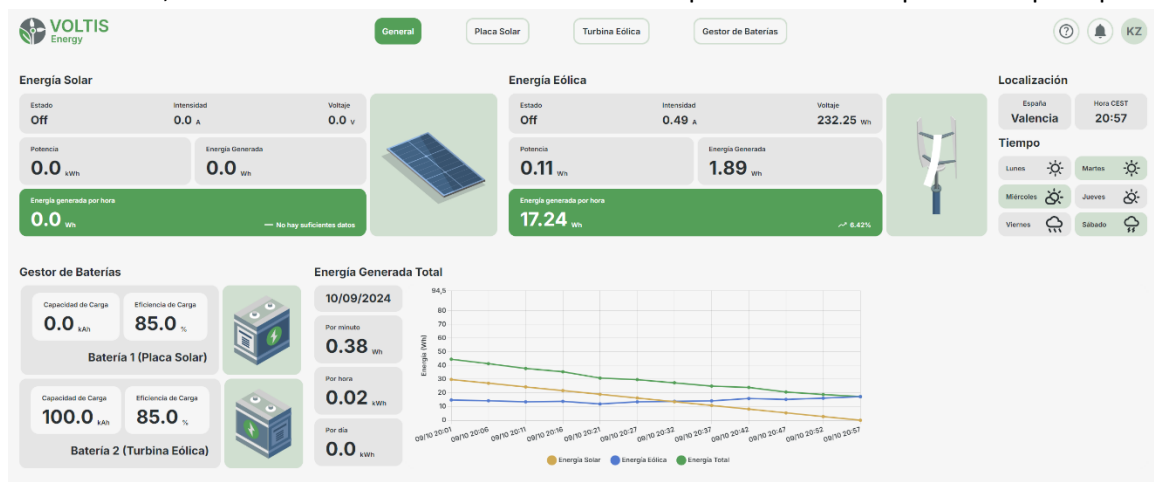 VOLTIS
Energy
General
Placa Solar
Turbina Eólica
Gestor de Baterías
KZ
Energía Solar
Estado
Off
Intensidad
0.0 A
Voltaje
0.0 V
Potencia
0.0 kWh
Energía Generada
0.0 Wh
Energía generada por hora
0.0 Wh
No hay suficientes datos
Energía Eólica
Estado
Off
Intensidad
0.49 A
Voltaje
232.25 Wh
Potencia
0.11 Wh
Energía Generada
1.89 Wh
Energía generada por hora
17.24 Wh
6.42%
Localización
España
Valencia
Hora CEST
20:57
Tiempo
Lunes
Martes
Miércoles
Jueves
Viernes
Sábado
Gestor de Baterías
Capacidad de Carga
0.0 kAh
Eficiencia de Carga
85.0 %
Batería 1 (Placa Solar)
Capacidad de Carga
100.0 kAh
Eficiencia de Carga
85.0 %
Batería 2 (Turbina Eólica)
Energía Generada Total
10/09/2024
Por minuto
0.38 Wh
Por hora
0.02 kWh
Por día
0.0 kWh
Energía (Wh)
94,5
80
70
60
50
40
30
20
10
0
09/10 20:01
09/10 20:06
09/10 20:11
09/10 20:16
09/10 20:21
09/10 20:27
09/10 20:32
09/10 20:37
09/10 20:42
09/10 20:47
09/10 20:52
09/10 20:57
Energía Solar
Energía Eólica
Energía Total